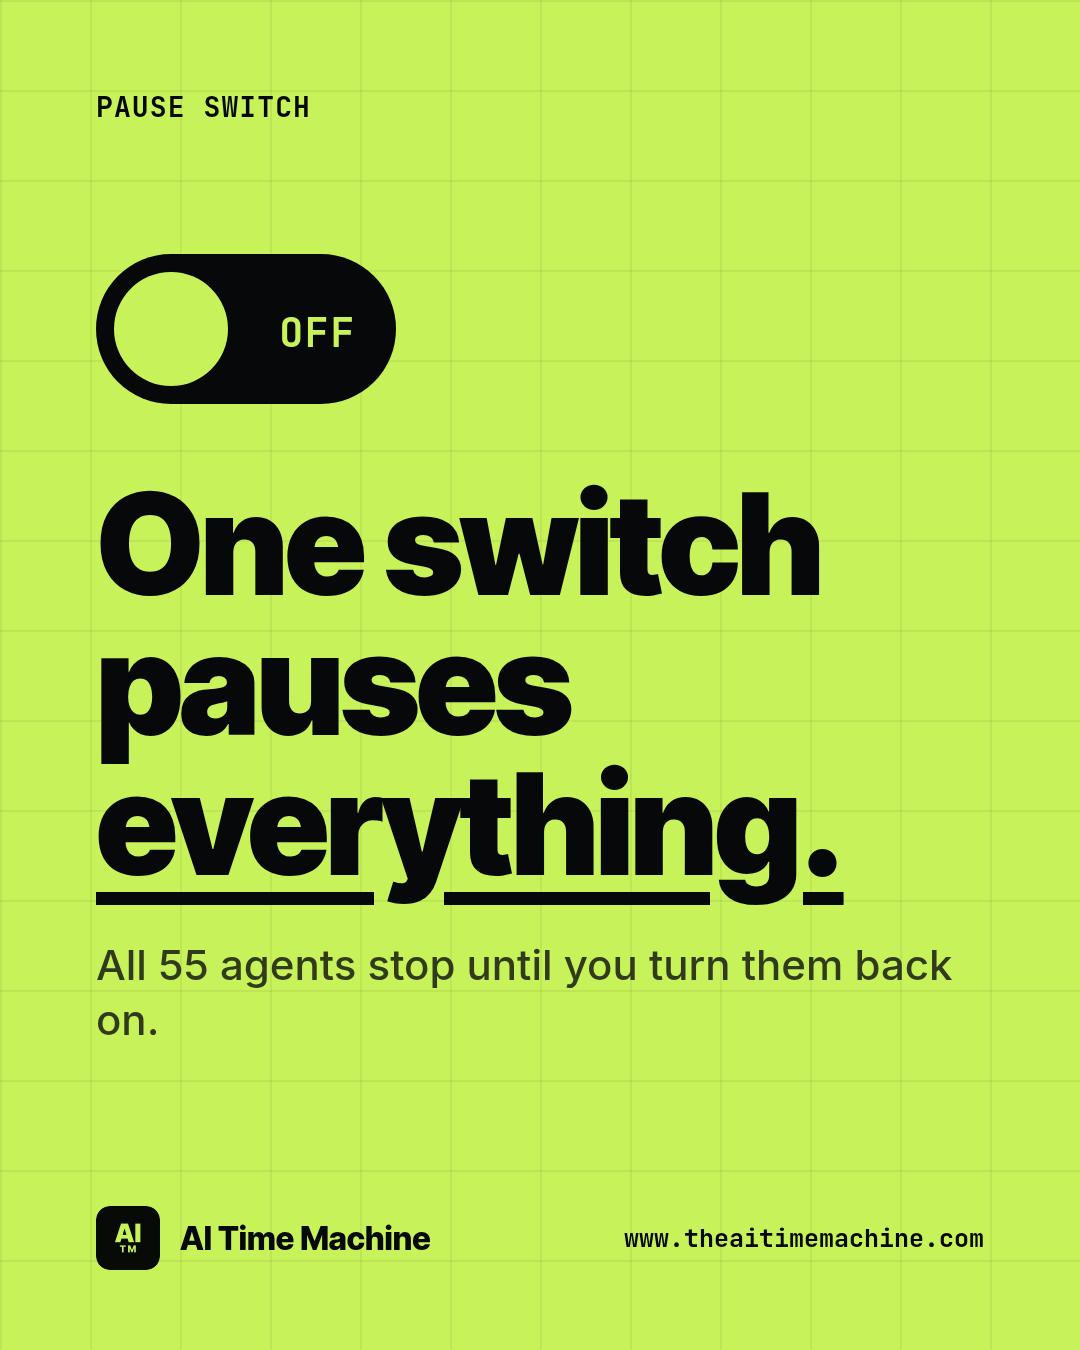 PAUSE SWITCH
OFF
One switch
pauses
everything.
All 55 agents stop until you turn them back
on.
AI
TM
AI Time Machine
www.theaitimemachine.com